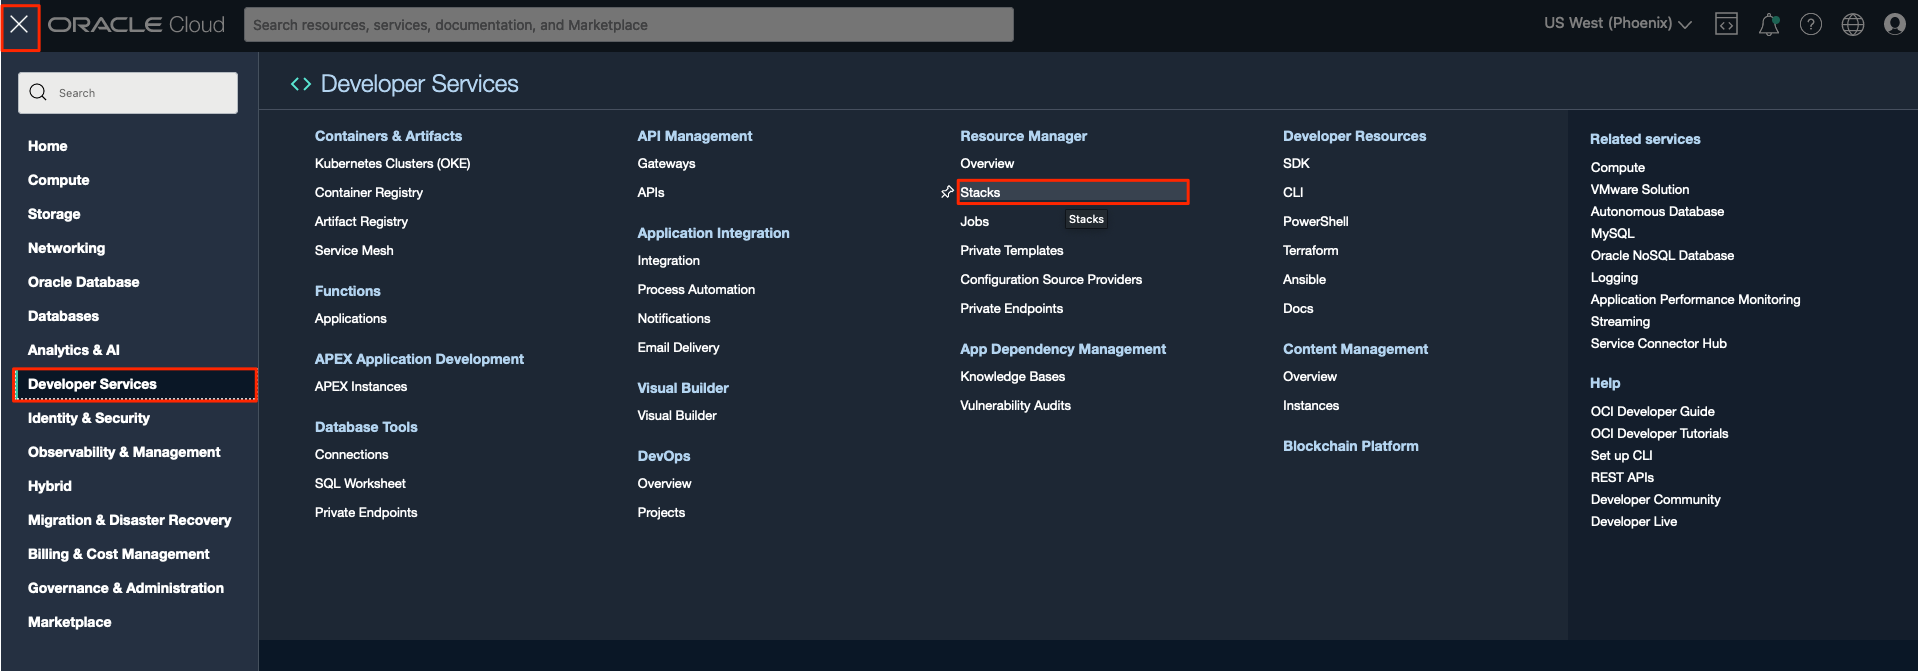 ORACLE Cloud
Search resources, services, documentation, and Marketplace
US West (Phoenix)
Search
Home
Compute
Storage
Networking
Oracle Database
Databases
Analytics & AI
Developer Services
Identity & Security
Observability & Management
Hybrid
Migration & Disaster Recovery
Billing & Cost Management
Governance & Administration
Marketplace
Developer Services
Containers & Artifacts
Kubernetes Clusters (OKE)
Container Registry
Artifact Registry
Service Mesh
Functions
Applications
APEX Application Development
APEX Instances
Database Tools
Connections
SQL Worksheet
Private Endpoints
API Management
Gateways
APIs
Application Integration
Integration
Process Automation
Notifications
Email Delivery
Visual Builder
Visual Builder
DevOps
Overview
Projects
Resource Manager
Overview
Stacks
Stacks
Jobs
Private Templates
Configuration Source Providers
Private Endpoints
App Dependency Management
Knowledge Bases
Vulnerability Audits
Developer Resources
SDK
CLI
PowerShell
Terraform
Ansible
Docs
Content Management
Overview
Instances
Blockchain Platform
Related services
Compute
VMware Solution
Autonomous Database
MySQL
Oracle NoSQL Database
Logging
Application Performance Monitoring
Streaming
Service Connector Hub
Help
OCI Developer Guide
OCI Developer Tutorials
Set up CLI
REST APIs
Developer Community
Developer Live